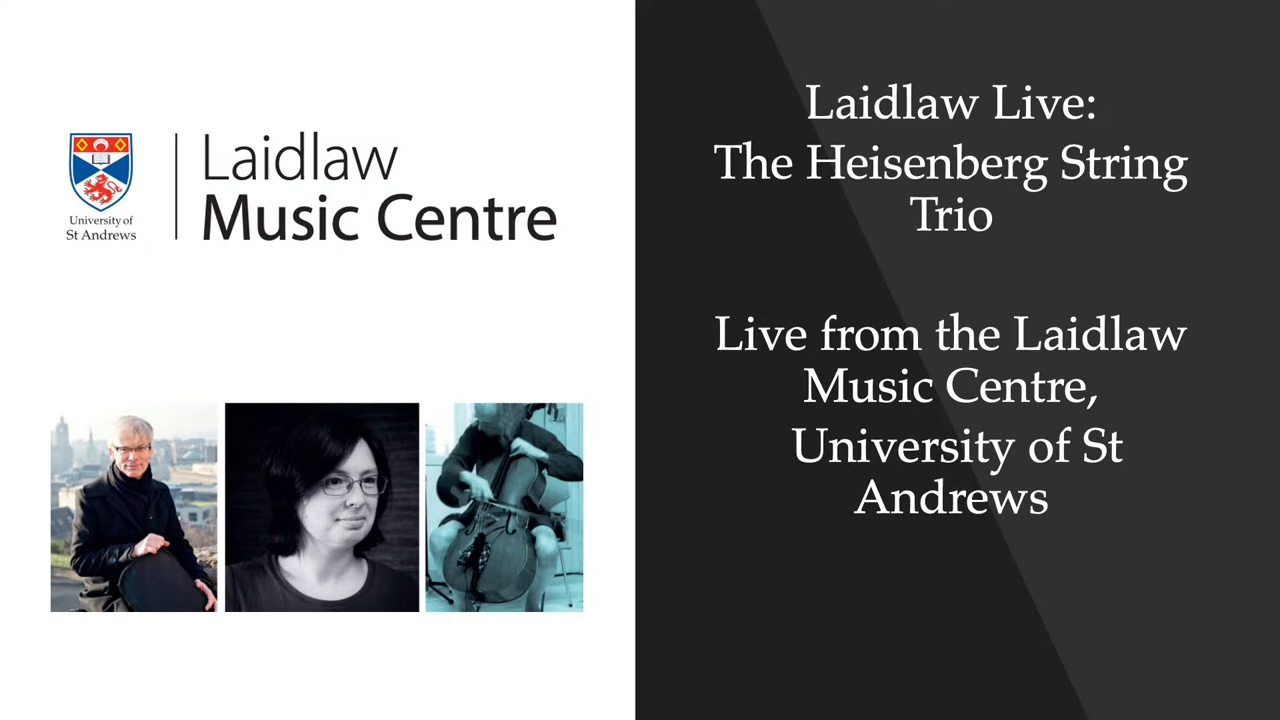 University of
St Andrews
Laidlaw
Music Centre
Laidlaw Live:
The Heisenberg String
Trio
Live from the Laidlaw
Music Centre,
University of St
Andrews